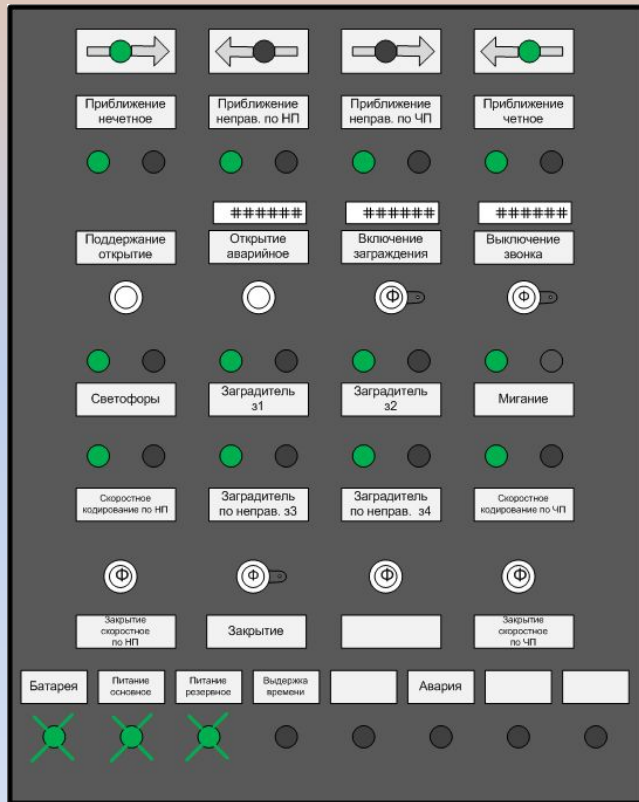 Приближение
нечетное
Приближение
неправ. по НП
Приближение
неправ. по ЧП
Приближение
четное
######
######
######
Поддержание
открытие
Открытие
аварийное
Включение
заграждения
Выключение
звонка
Ф
Ф
Светофоры
Заградитель
з1
Заградитель
з2
Мигание
Скоростное
кодирование по НП
Заградитель
по неправ. з3
Заградитель
по неправ. з4
Скоростное
кодирование по ЧП
Ф
Ф
Ф
Ф
Закрытие
скоростное
по НП
Закрытие
Закрытие
скоростное
по ЧП
Батарея
Питание
основное
Питание
резервное
Выдержка
времени
Авария